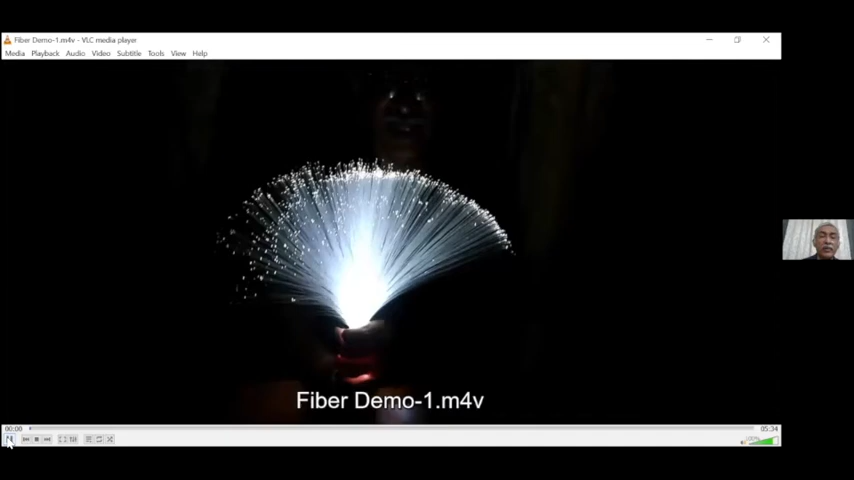 Fiber Demo-1.m4v - VLC media player
Media Playback Audio Video Subtitle Tools View Help
Fiber Demo-1.m4v
00:00 05:34
100%